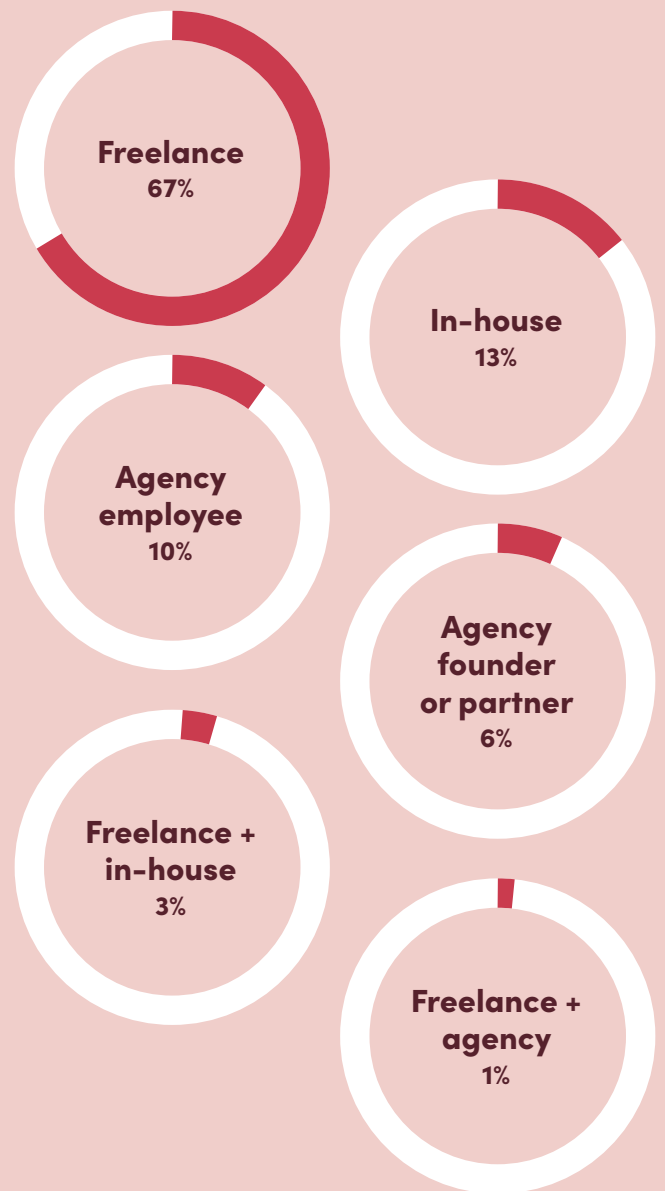 Freelance
67%
In-house
13%
Agency
employee
10%
Agency
founder
or partner
6%
Freelance +
in-house
3%
Freelance +
agency
1%